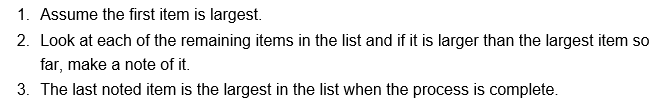 1. Assume the first item is largest.
2. Look at each of the remaining items in the list and if it is larger than the largest item so
far, make a note of it.
3. The last noted item is the largest in the list when the process is complete.